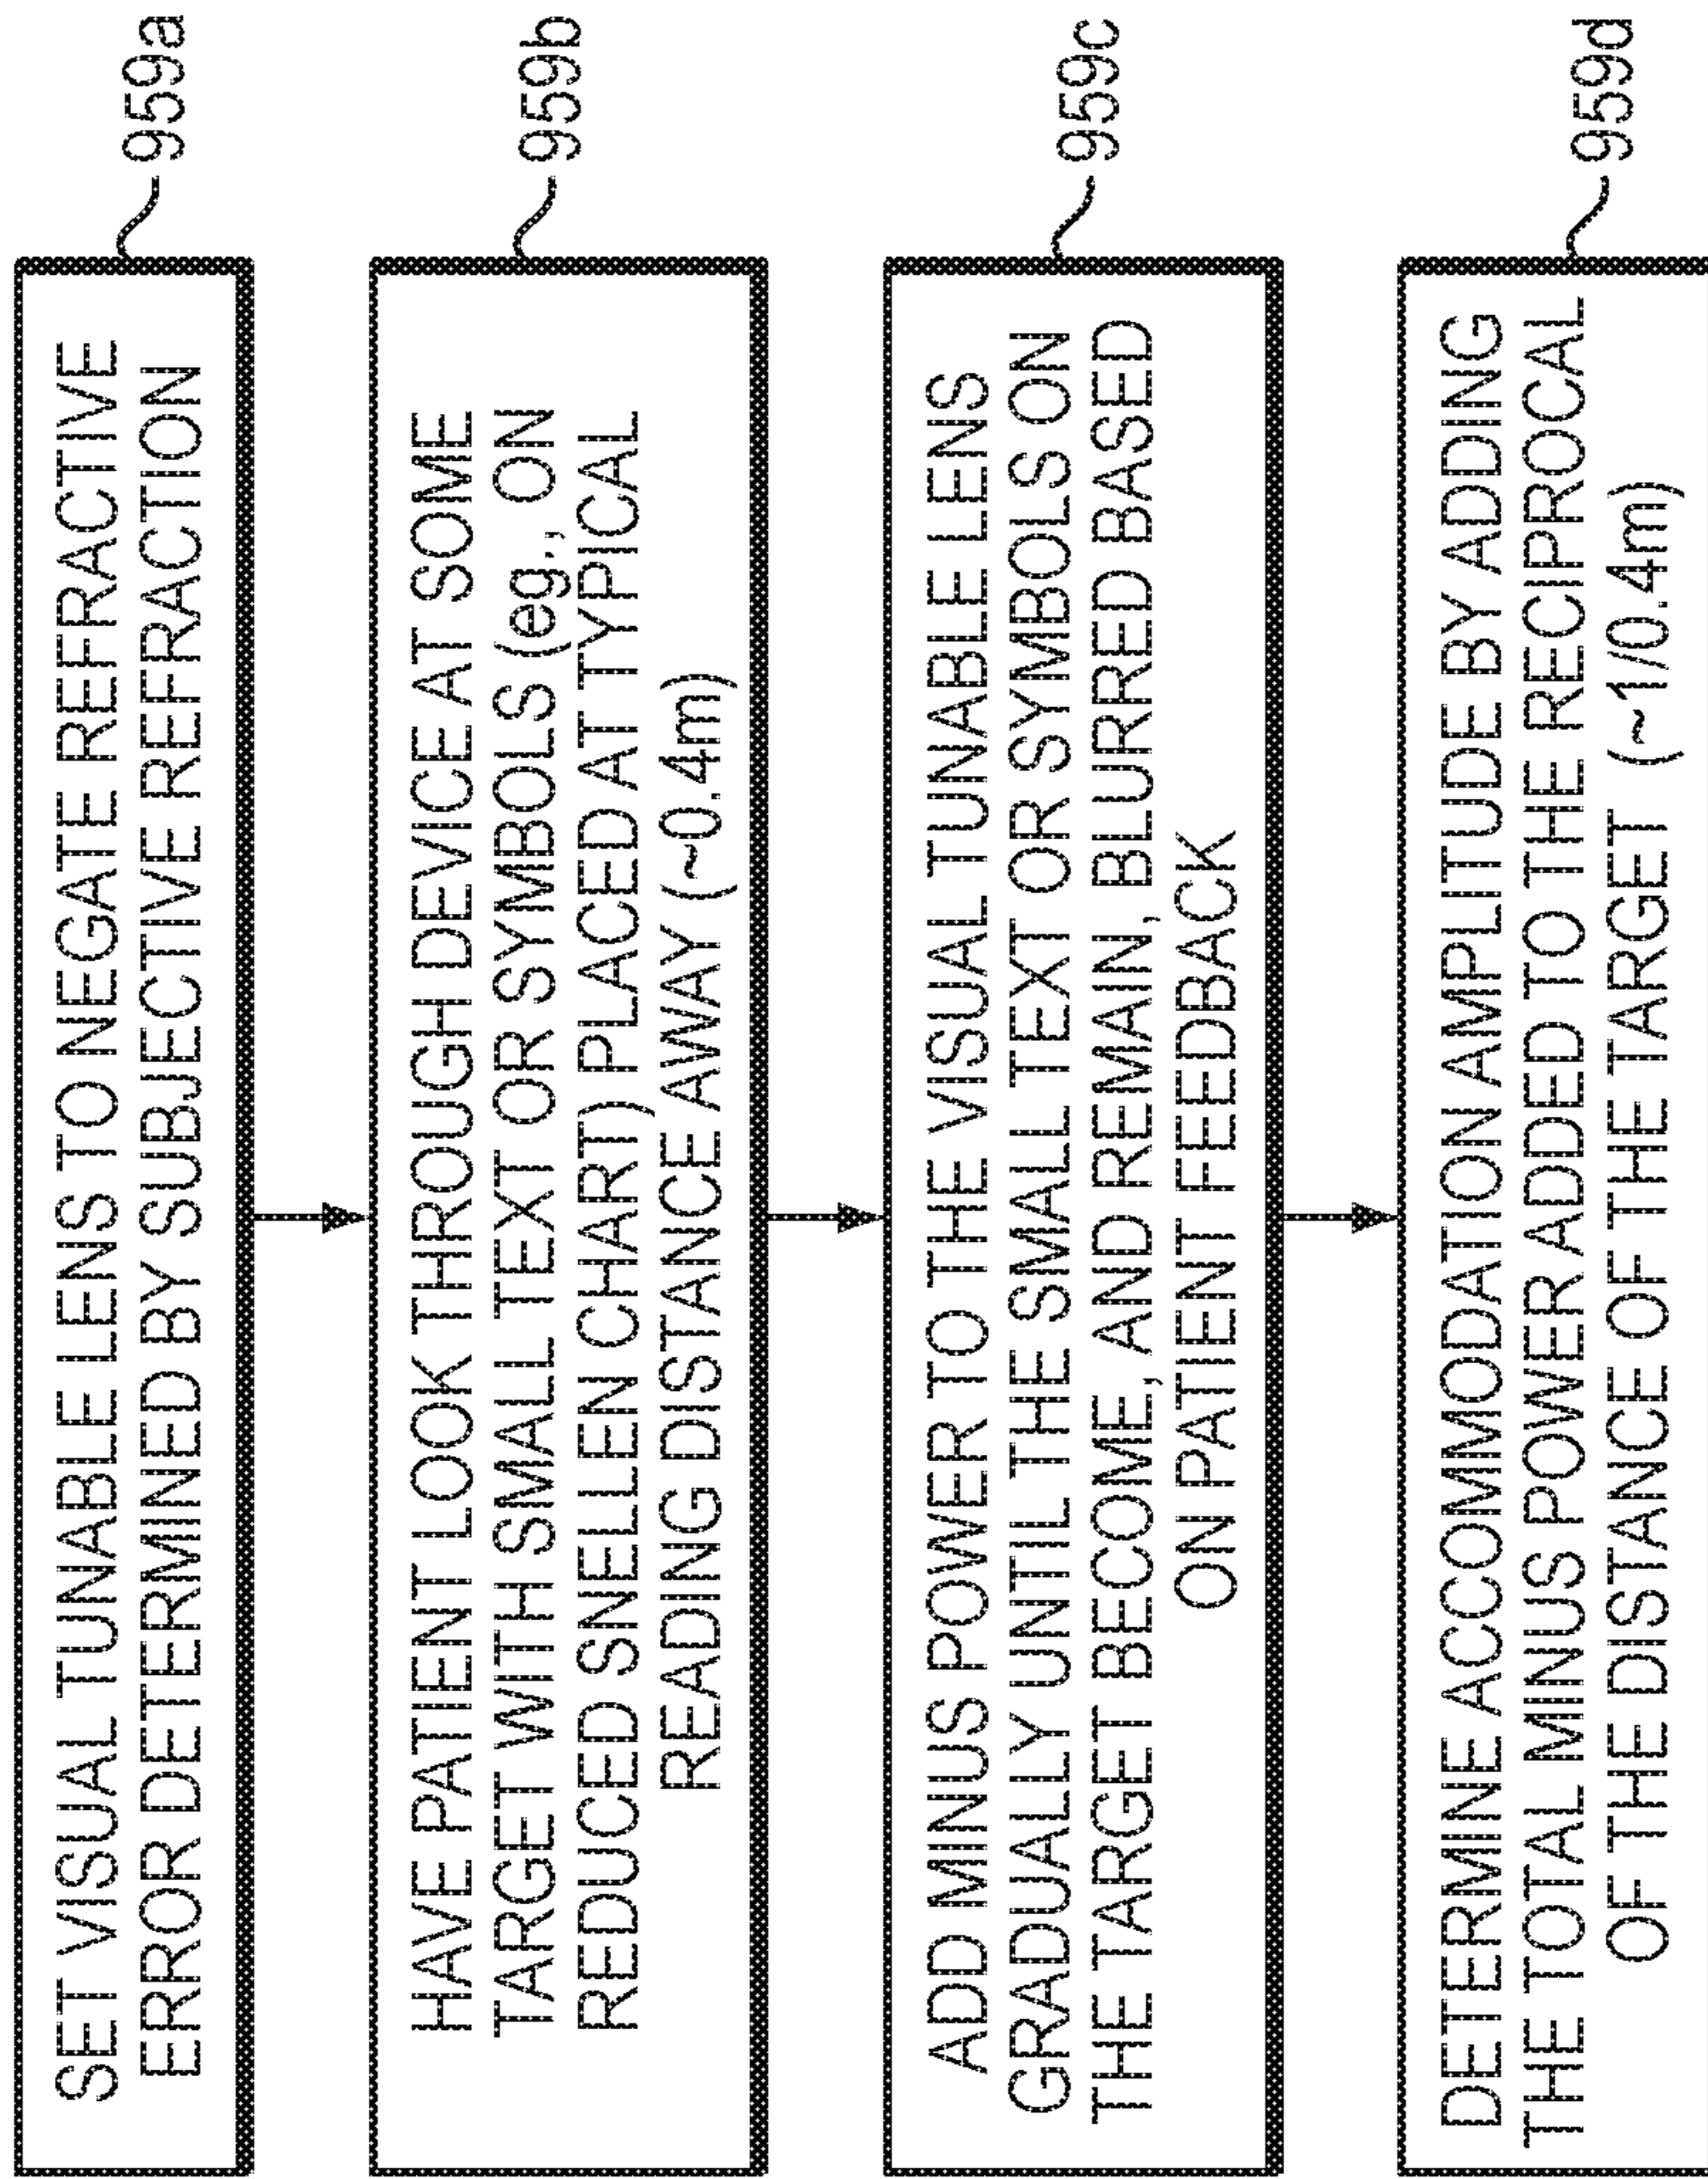 SET VISUAL TUNABLE LENS TO NEGATE REFRACTIVE
ERROR DETERMINED BY SUBJECTIVE REFRACTION
959a
HAVE PATIENT LOOK THROUGH DEVICE AT SOME
TARGET WITH SMALL TEXT OR SYMBOLS (eg., ON
REDUCED SNELLEN CHART) PLACED AT TYPICAL
READING DISTANCE AWAY (~0.4m)
959b
ADD MINUS POWER TO THE VISUAL TUNABLE LENS
GRADUALLY UNTIL THE SMALL TEXT OR SYMBOLS ON
THE TARGET BECOME, AND REMAIN, BLURRED BASED
ON PATIENT FEEDBACK
959c
DETERMINE ACCOMMODATION AMPLITUDE BY ADDING
THE TOTAL MINUS POWER ADDED TO THE RECIPROCAL
OF THE DISTANCE OF THE TARGET (~1/0.4m)
959d